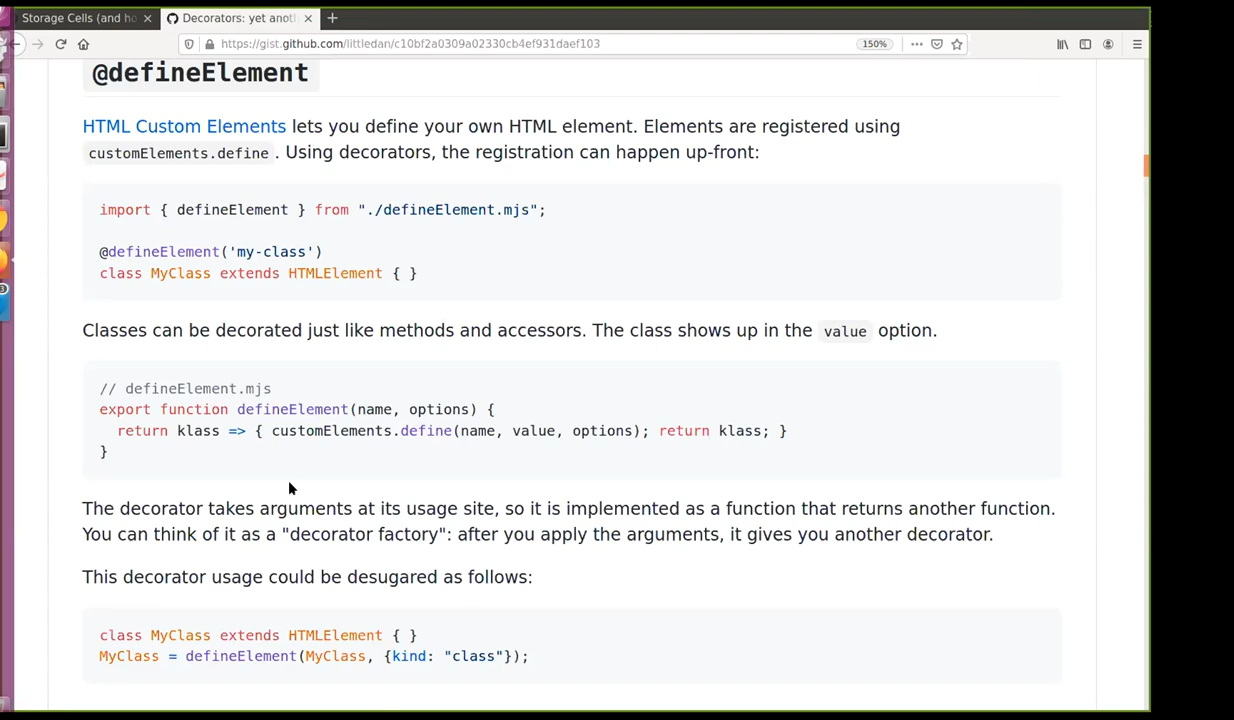 Storage Cells (and ho
Decorators: yet anoth
https://gist.github.com/littledan/c10bf2a0309a02330cb4ef931daef103
150%
@defineElement
HTML Custom Elements lets you define your own HTML element. Elements are registered using
customElements.define . Using decorators, the registration can happen up-front:
import { defineElement } from "./defineElement.mjs";
@defineElement('my-class')
class MyClass extends HTMLElement { }
Classes can be decorated just like methods and accessors. The class shows up in the value option.
// defineElement.mjs
export function defineElement(name, options) {
return klass => { customElements.define(name, value, options); return klass; }
}
The decorator takes arguments at its usage site, so it is implemented as a function that returns another function.
You can think of it as a "decorator factory": after you apply the arguments, it gives you another decorator.
This decorator usage could be desugared as follows:
class MyClass extends HTMLElement { }
MyClass = defineElement(MyClass, {kind: "class"});